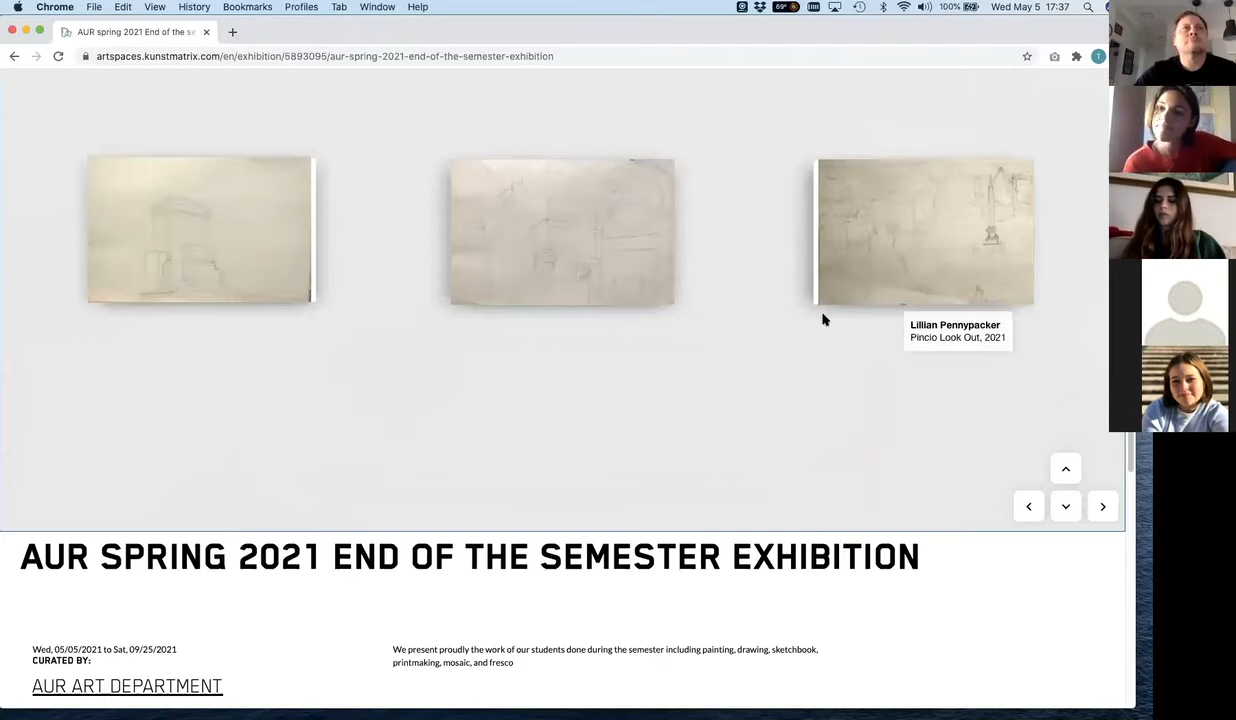 Chrome File Edit View History Bookmarks Profiles Tab Window Help 69° 100% Wed May 5 17:37
AUR spring 2021 End of the se
artspaces.kunstmatrix.com/en/exhibition/5893095/aur-spring-2021-end-of-the-semester-exhibition
T
Lillian Pennypacker
Pincio Look Out, 2021
AUR SPRING 2021 END OF THE SEMESTER EXHIBITION
Wed, 05/05/2021 to Sat, 09/25/2021
CURATED BY:
AUR ART DEPARTMENT
We present proudly the work of our students done during the semester including painting, drawing, sketchbook,
printmaking, mosaic, and fresco